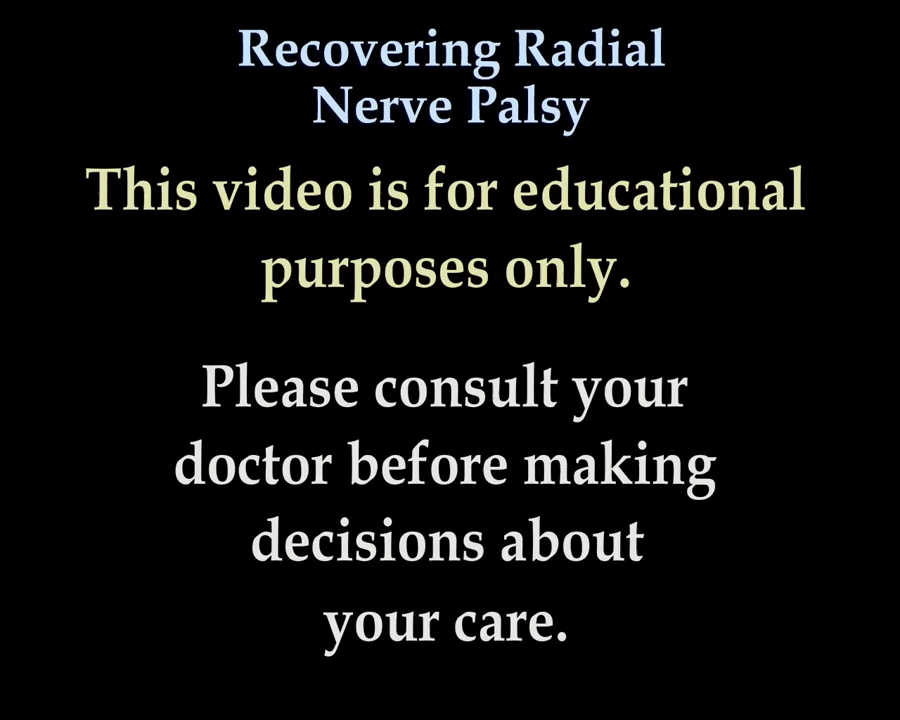 Recovering Radial
Nerve Palsy
This video is for educational
purposes only.
Please consult your
doctor before making
decisions about
your care.